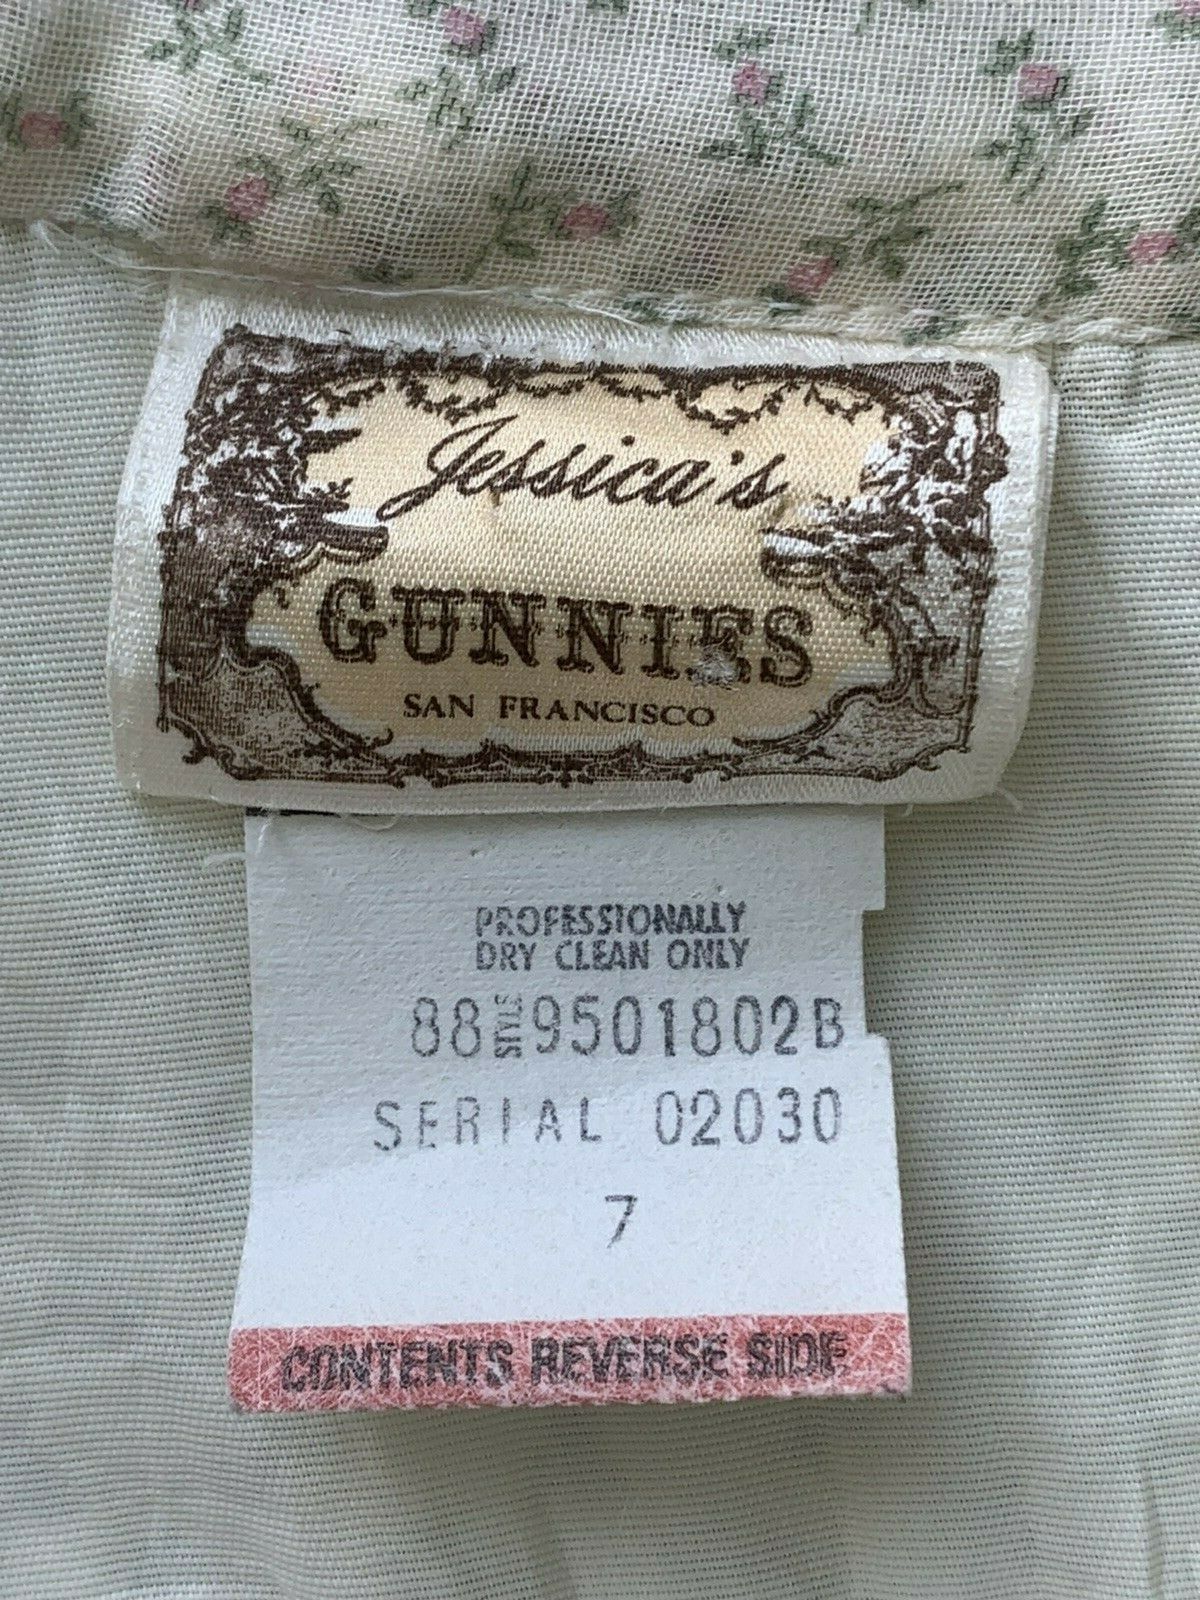 Jessica's
GUNNIES
SAN FRANCISCO
PROFESSIONALLY
DRY CLEAN ONLY
88 STYLE 9501802B
SERIAL 02030
7
CONTENTS REVERSE SIDE